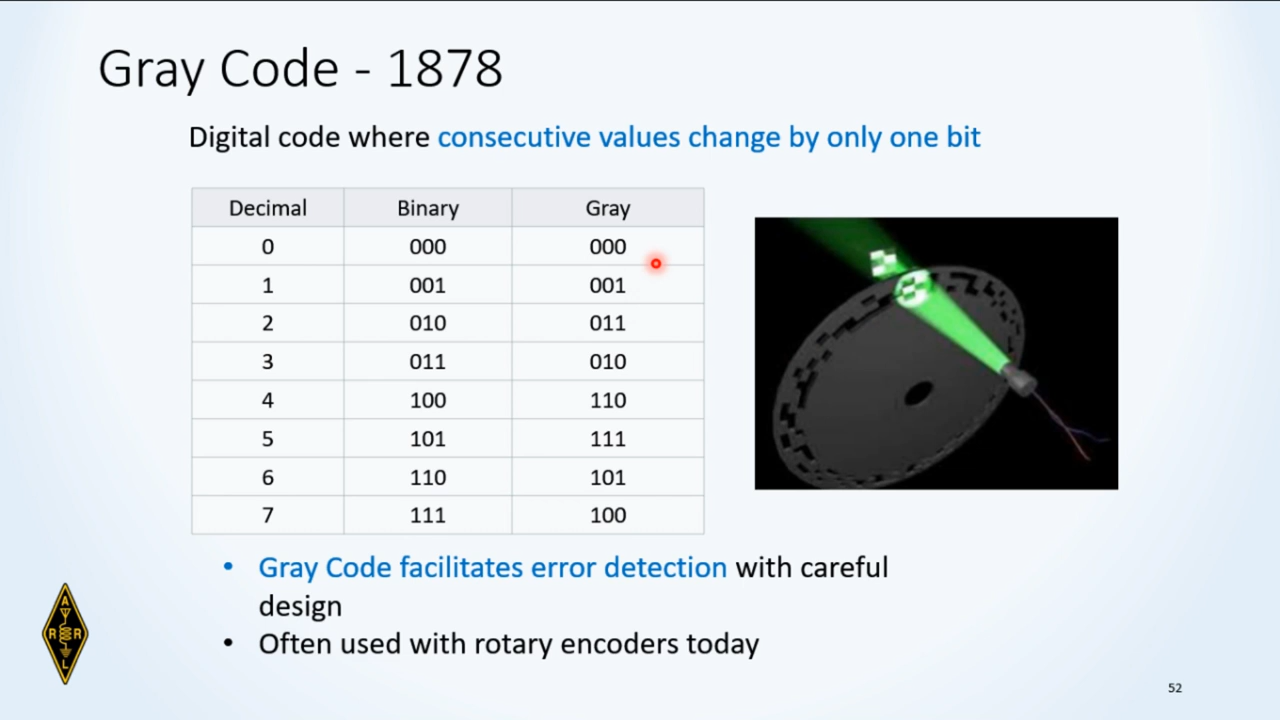 Gray Code - 1878
Digital code where consecutive values change by only one bit
Decimal Binary Gray
0 000 000
1 001 001
2 010 011
3 011 010
4 100 110
5 101 111
6 110 101
7 111 100
• Gray Code facilitates error detection with careful
design
• Often used with rotary encoders today
A
R R
L
52